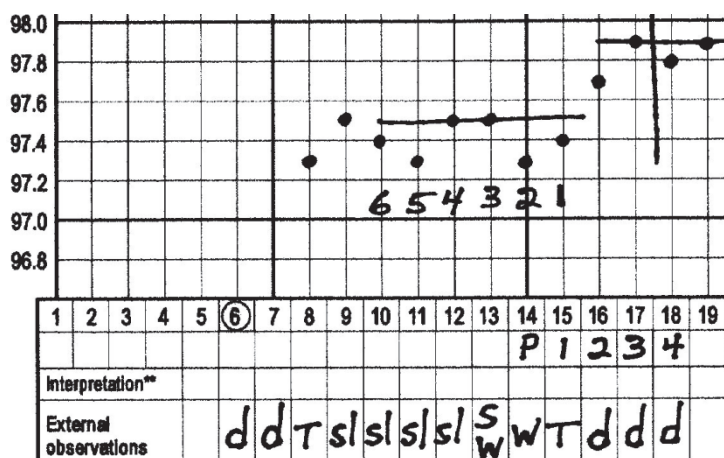 98.0
97.8
97.6
97.4
97.2
97.0
96.8
6 5 4 3 2 1
1 2 3 4 5 6 7 8 9 10 11 12 13 14 15 16 17 18 19
P 1 2 3 4
Interpretation**
External observations d d T sl sl sl sl S W W T d d d